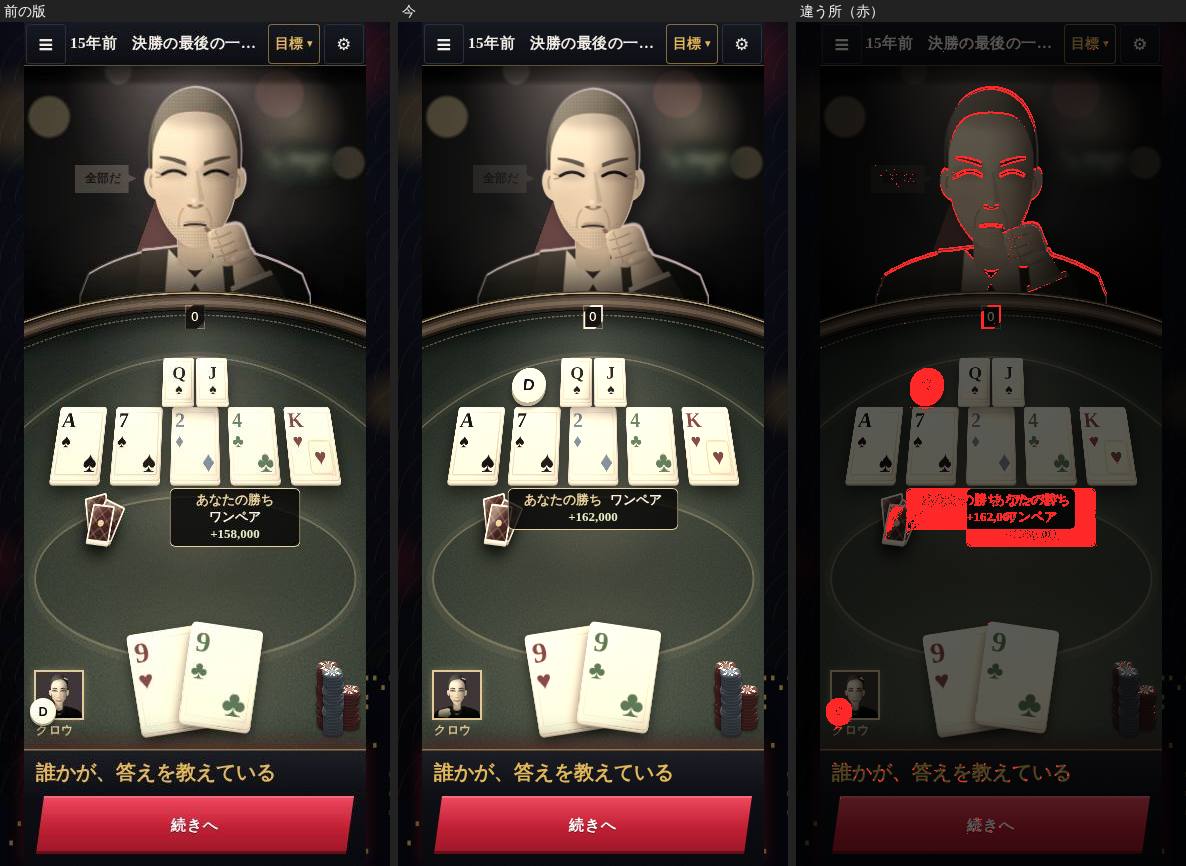 前の版
☰ 15年前 決勝の最後の一… 目標▼ ⚙
全部だ
0
Q J
A 7 2 4 K
あなたの勝ち
ワンペア
+158,000
9 9
D
クロウ
誰かが、答えを教えている
続きへ
今
☰ 15年前 決勝の最後の一… 目標▼ ⚙
全部だ
0
D Q J
A 7 2 4 K
あなたの勝ち ワンペア
+162,000
9 9
クロウ
誰かが、答えを教えている
続きへ
違う所（赤）
☰ 15年前 決勝の最後の一… 目標▼ ⚙
0
Q J
A 7 2 4 K
9 9
クロウ
誰かが、答えを教えている
続きへ